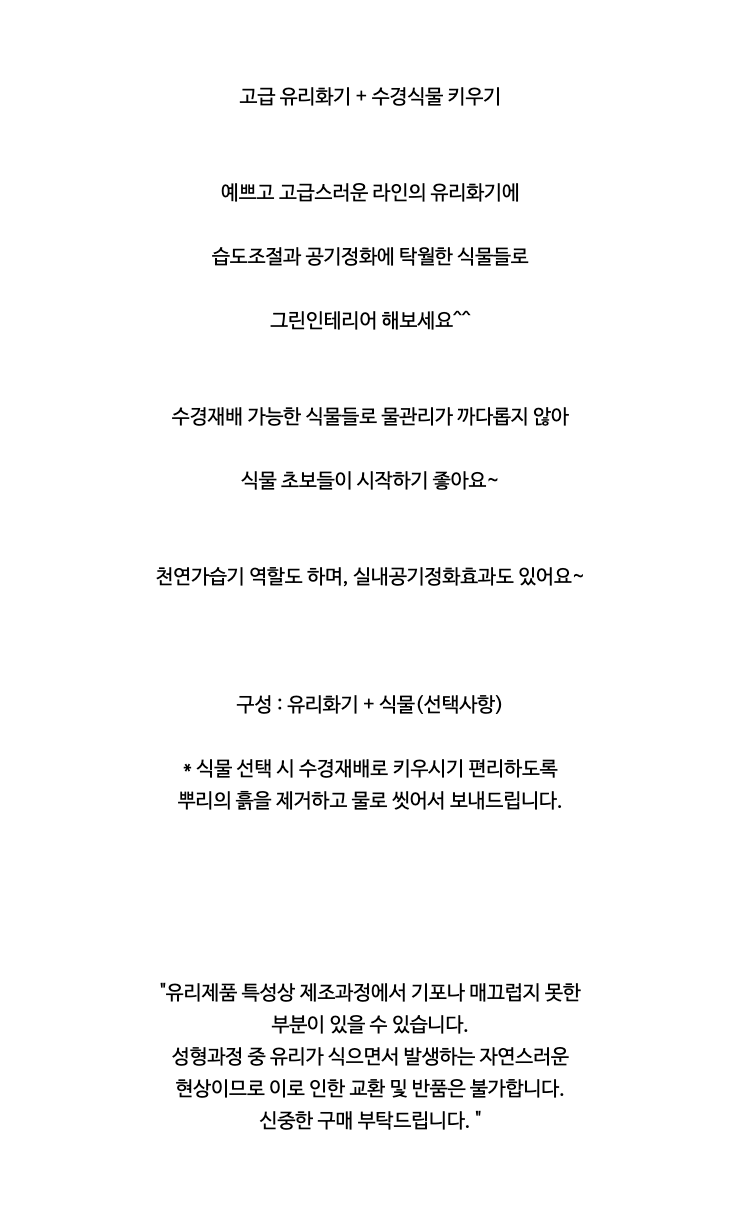 고급 유리화기 + 수경식물 키우기
예쁘고 고급스러운 라인의 유리화기에
습도조절과 공기정화에 탁월한 식물들로
그린인테리어 해보세요^^
수경재배 가능한 식물들로 물관리가 까다롭지 않아
식물 초보들이 시작하기 좋아요~
천연가습기 역할도 하며, 실내공기정화효과도 있어요~
구성 : 유리화기 + 식물(선택사항)
* 식물 선택 시 수경재배로 키우시기 편리하도록
뿌리의 흙을 제거하고 물로 씻어서 보내드립니다.
"유리제품 특성상 제조과정에서 기포나 매끄럽지 못한
부분이 있을 수 있습니다.
성형과정 중 유리가 식으면서 발생하는 자연스러운
현상이므로 이로 인한 교환 및 반품은 불가합니다.
신중한 구매 부탁드립니다. "